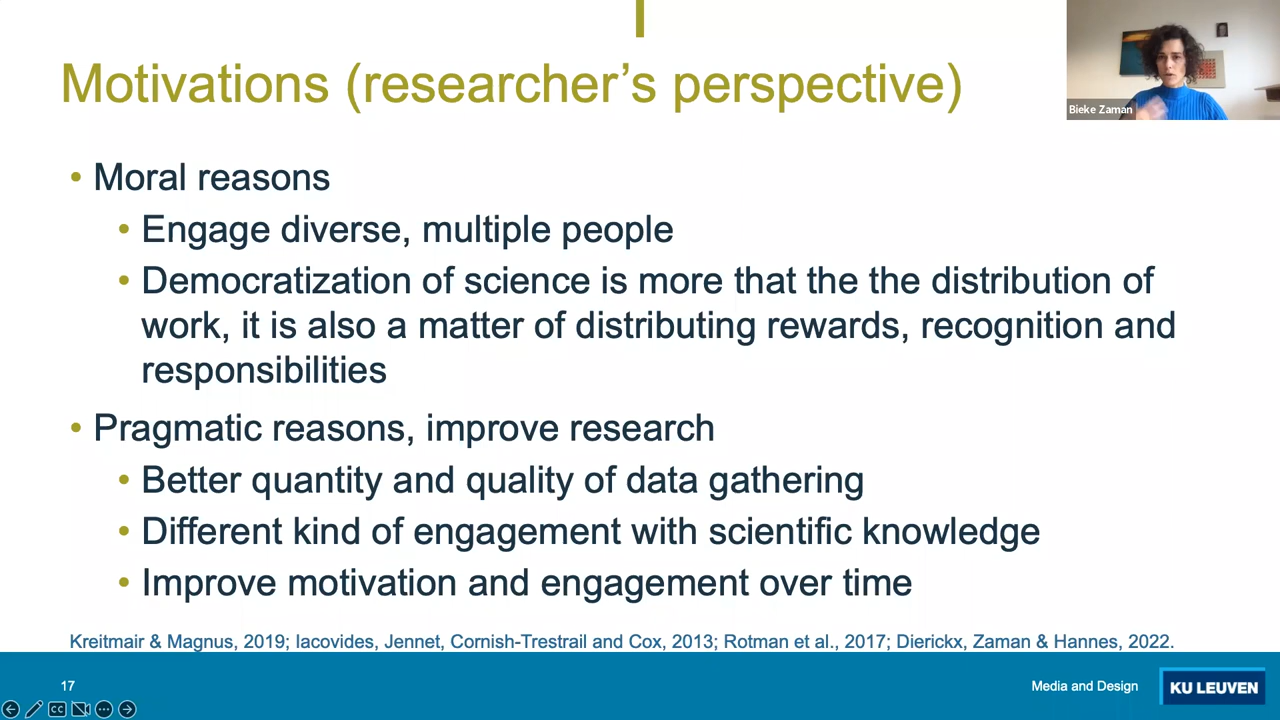 Motivations (researcher's perspective)
Bieke Zaman
• Moral reasons
• Engage diverse, multiple people
• Democratization of science is more that the the distribution of
work, it is also a matter of distributing rewards, recognition and
responsibilities
• Pragmatic reasons, improve research
• Better quantity and quality of data gathering
• Different kind of engagement with scientific knowledge
• Improve motivation and engagement over time
Kreitmair & Magnus, 2019; Iacovides, Jennet, Cornish-Trestrail and Cox, 2013; Rotman et al., 2017; Dierickx, Zaman & Hannes, 2022.
17
Media and Design
KU LEUVEN
CC